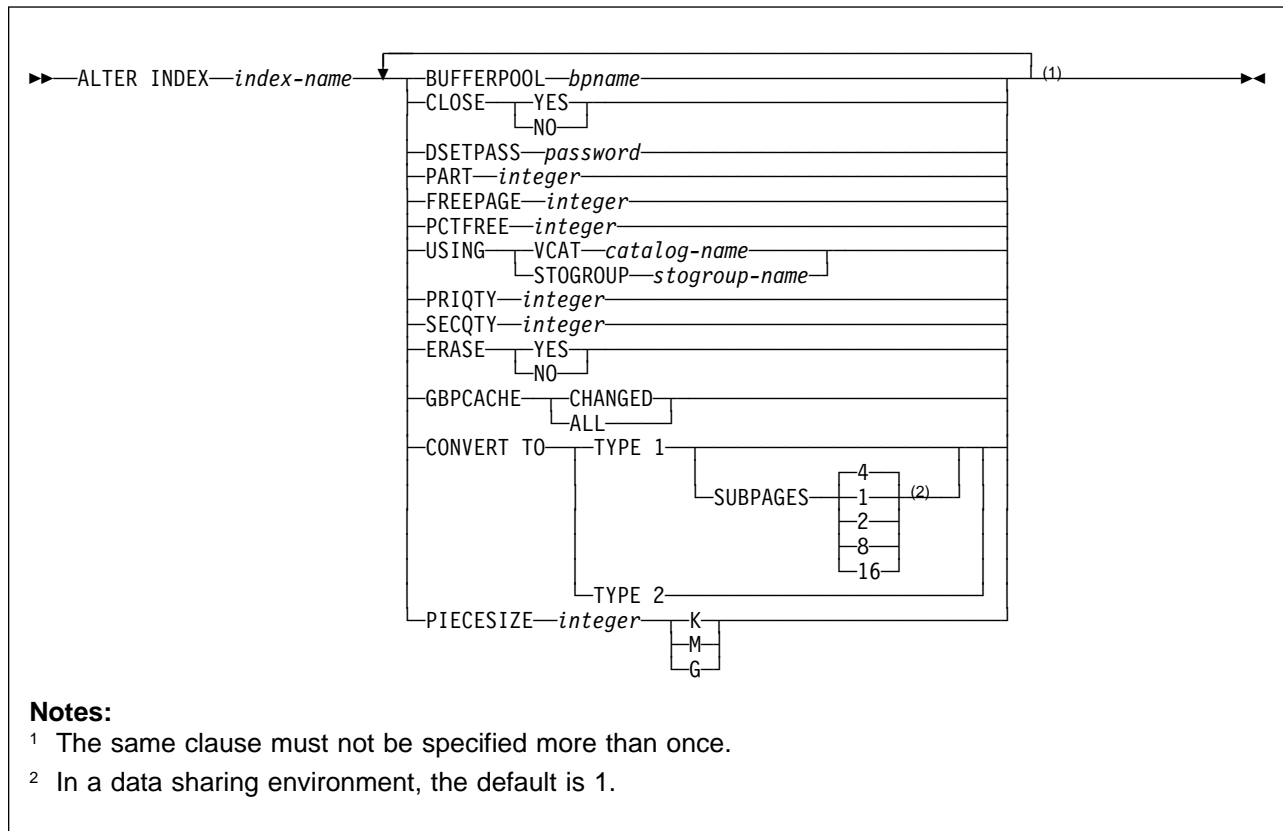 ALTER INDEX index-name BUFFERPOOL bpname (1)
CLOSE YES
NO
DSETPASS password
PART integer
FREEPAGE integer
PCTFREE integer
USING VCAT catalog-name
STOGROUP stogroup-name
PRIQTY integer
SECQTY integer
ERASE YES
NO
GBPCACHE CHANGED
ALL
CONVERT TO TYPE 1
4
SUBPAGES 1 (2)
2
8
16
TYPE 2
PIECESIZE integer K
M
G
Notes:
1 The same clause must not be specified more than once.
2 In a data sharing environment, the default is 1.